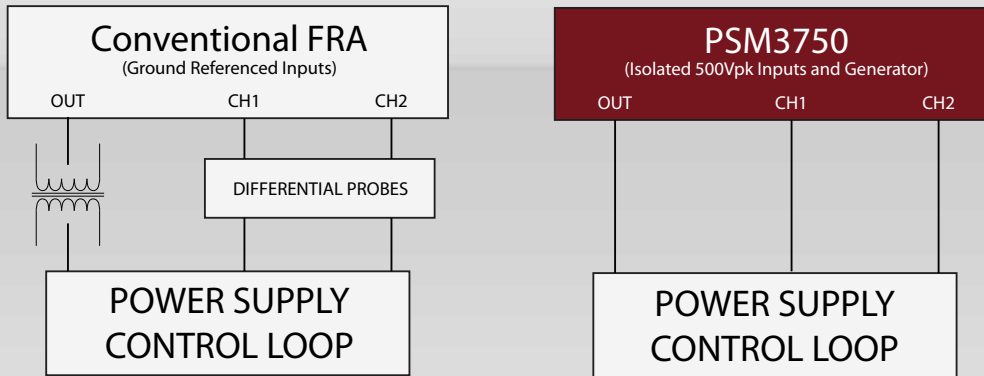 Conventional FRA
(Ground Referenced Inputs)
OUT
CH1
CH2
DIFFERENTIAL PROBES
POWER SUPPLY
CONTROL LOOP
PSM3750
(Isolated 500Vpk Inputs and Generator)
OUT
CH1
CH2
POWER SUPPLY
CONTROL LOOP